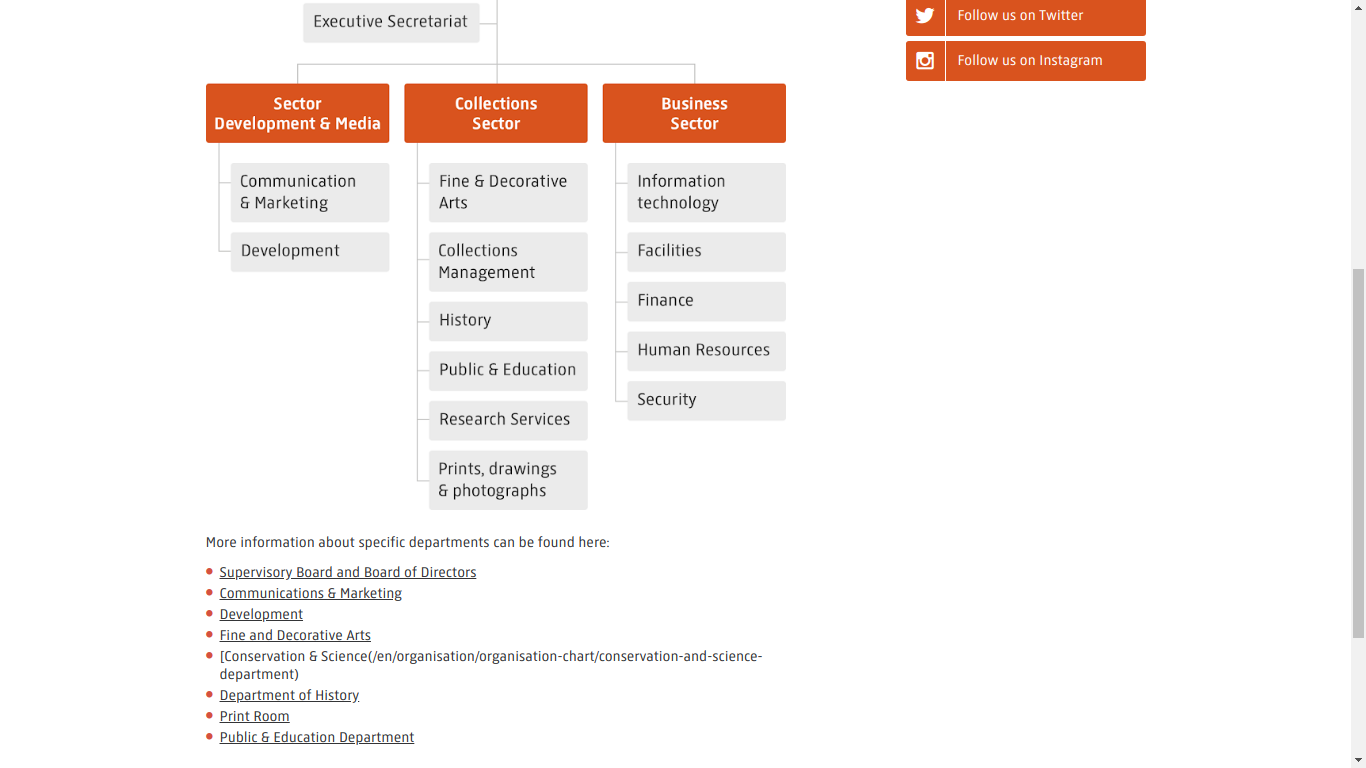 Executive Secretariat
Follow us on Twitter
Follow us on Instagram
Sector
Development & Media
Communication
& Marketing
Development
Collections
Sector
Fine & Decorative
Arts
Collections
Management
History
Public & Education
Research Services
Prints, drawings
& photographs
Business
Sector
Information
technology
Facilities
Finance
Human Resources
Security
More information about specific departments can be found here:
Supervisory Board and Board of Directors
Communications & Marketing
Development
Fine and Decorative Arts
[Conservation & Science(/en/organisation/organisation-chart/conservation-and-science-
department)
Department of History
Print Room
Public & Education Department